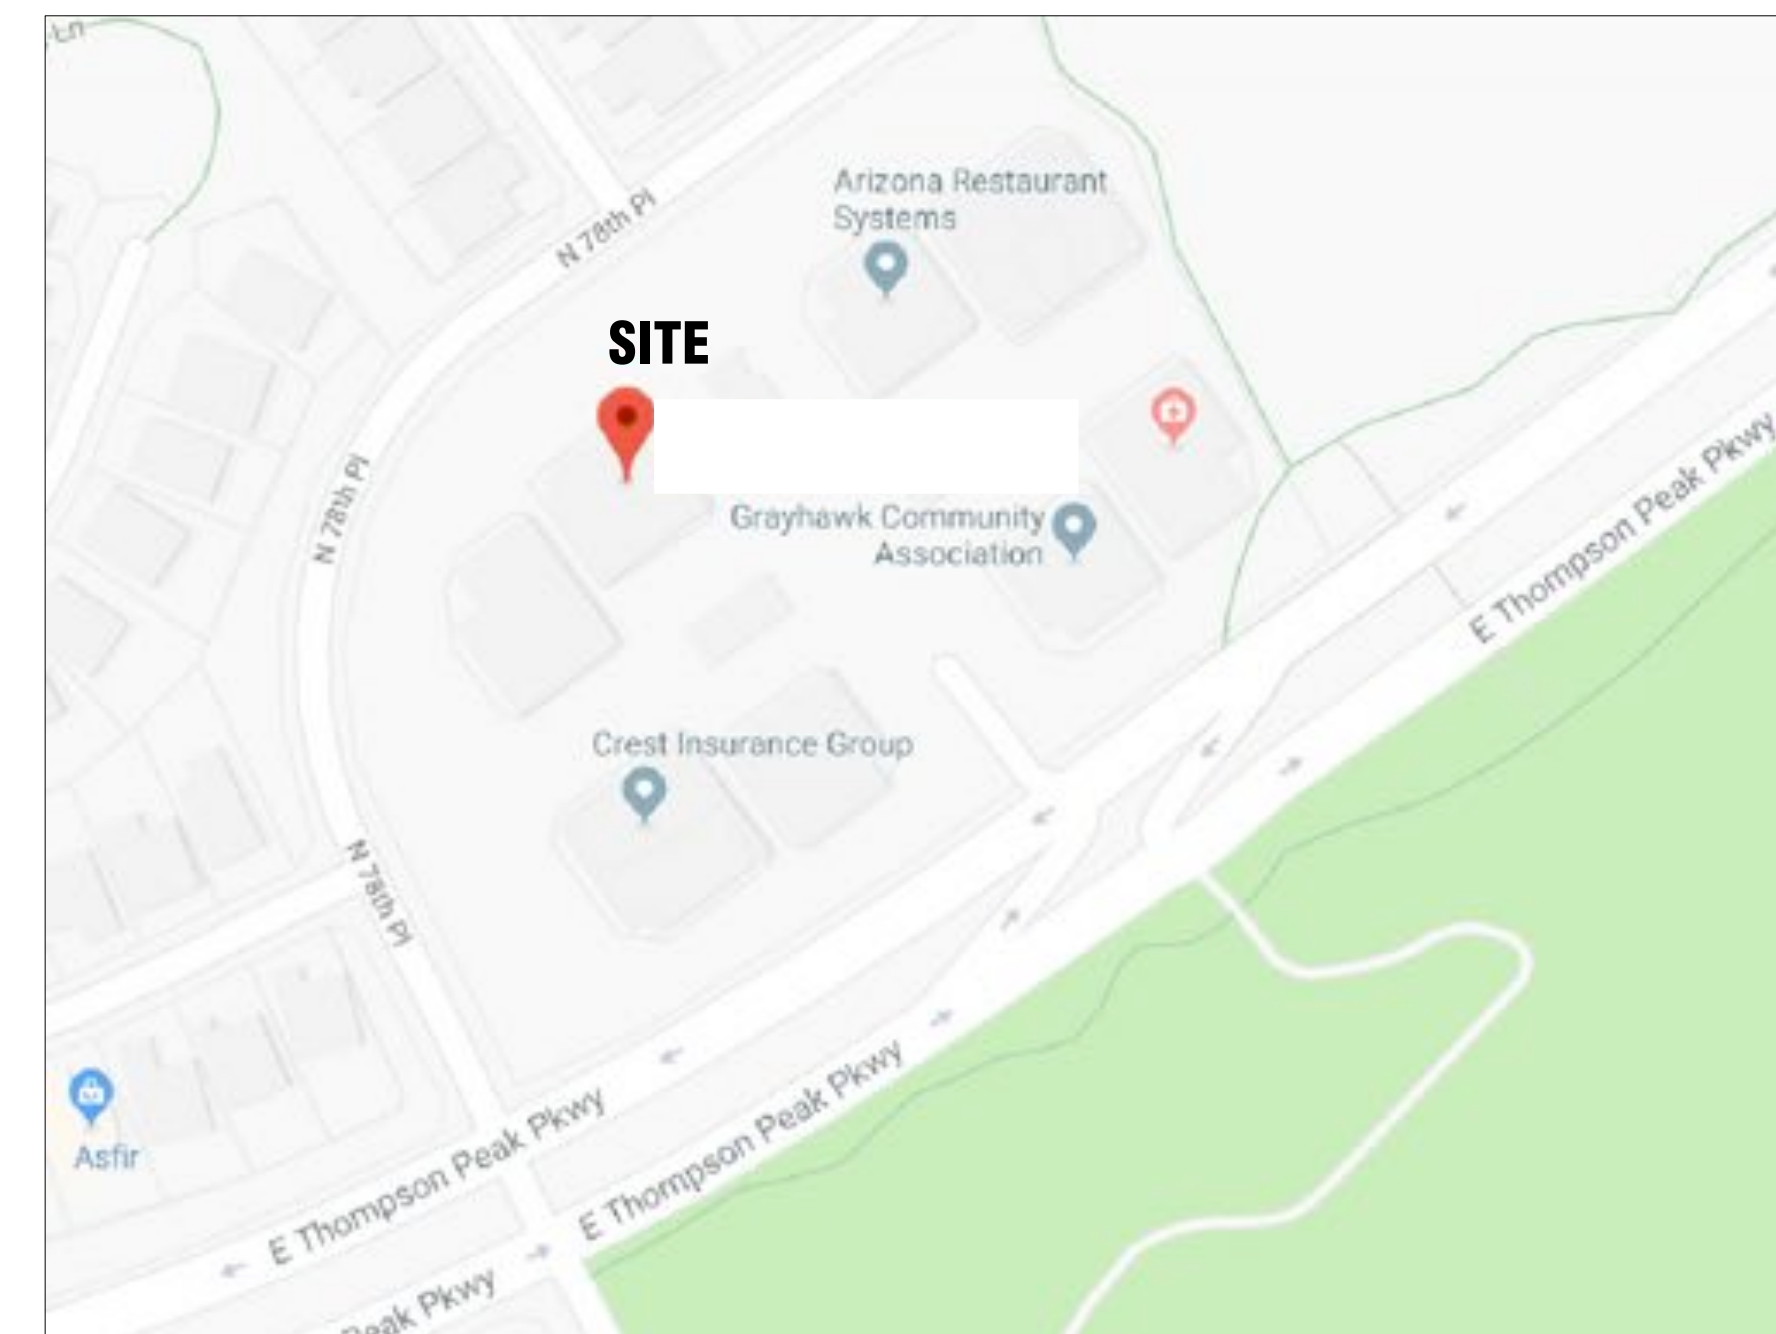 Ln
N 78th Pl
Arizona Restaurant
Systems
SITE
N 78th Pl
Grayhawk Community
Association
E Thompson Peak Pkwy
Crest Insurance Group
N 78th Pl
Asfir
E Thompson Peak Pkwy
E Thompson Peak Pkwy
Peak Pkwy